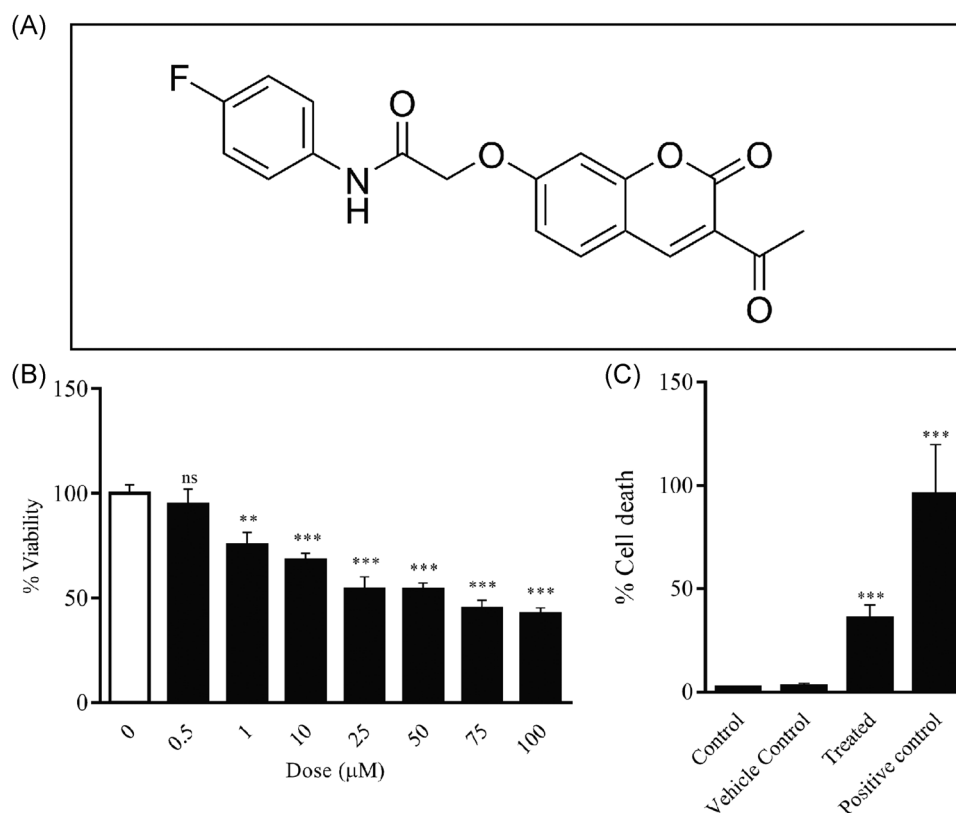 (A)
F
O
N
H
O
O
O
O
(B)
150
100
50
0
% Viability
ns
**
***
***
***
***
***
0
0.5
1
10
25
50
75
100
Dose (μM)
(C)
150
100
50
0
% Cell death
***
***
Control
Vehicle Control
Treated
Positive control